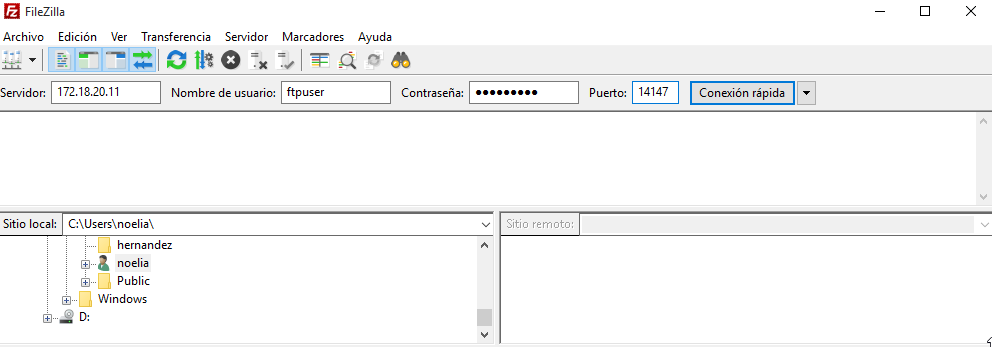 FileZilla
Archivo Edición Ver Transferencia Servidor Marcadores Ayuda
Servidor: 172.18.20.11 Nombre de usuario: ftpuser Contraseña: ●●●●●●●●● Puerto: 14147 Conexión rápida
Sitio local: C:\Users\noelia\ Sitio remoto:
hernandez
noelia
Public
Windows
D: